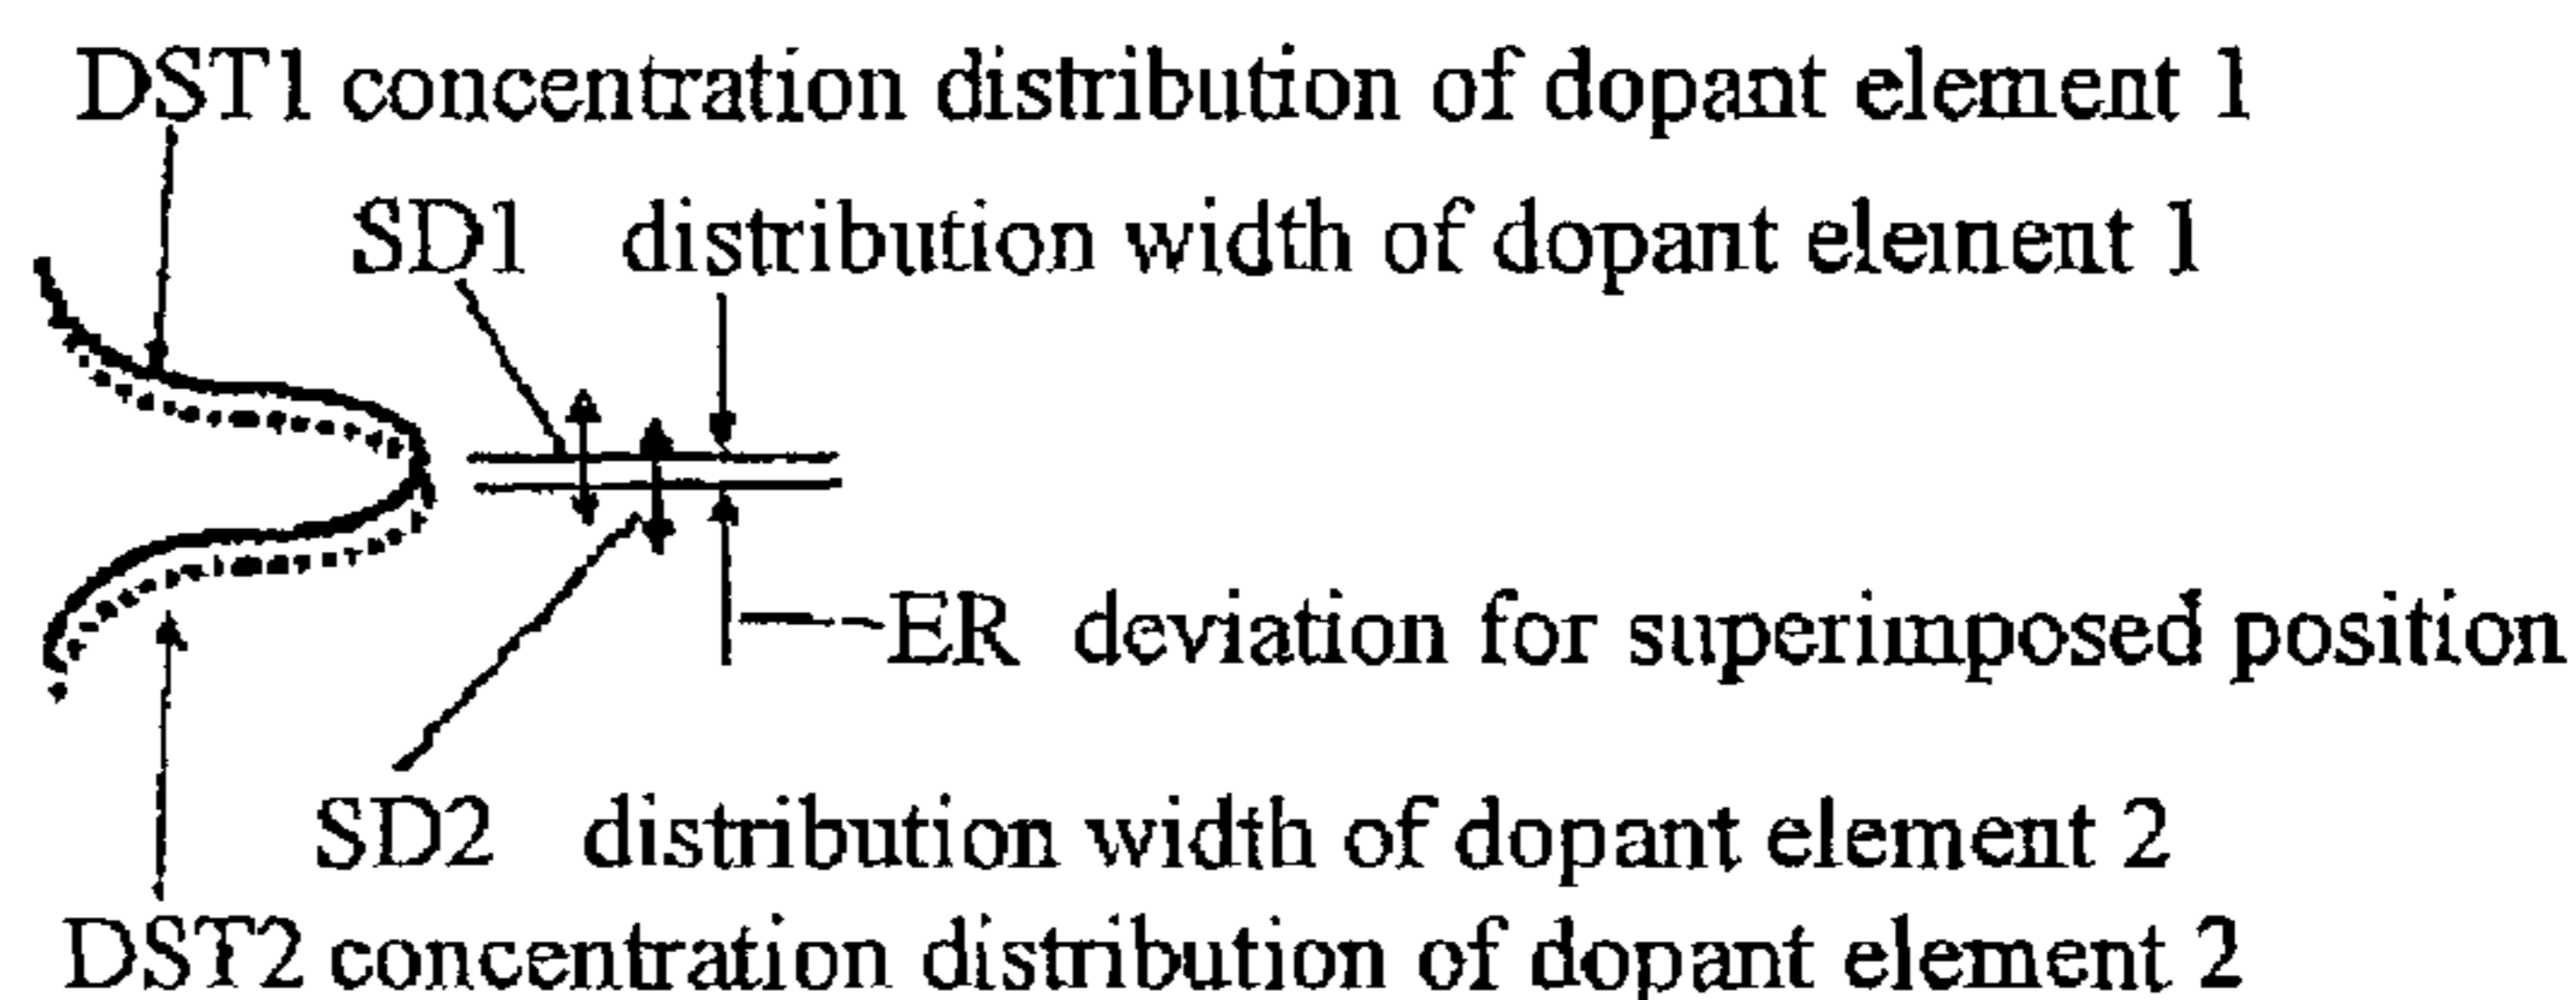 DST1 concentration distribution of dopant element 1
SD1 distribution width of dopant element 1
ER deviation for superimposed position
SD2 distribution width of dopant element 2
DST2 concentration distribution of dopant element 2